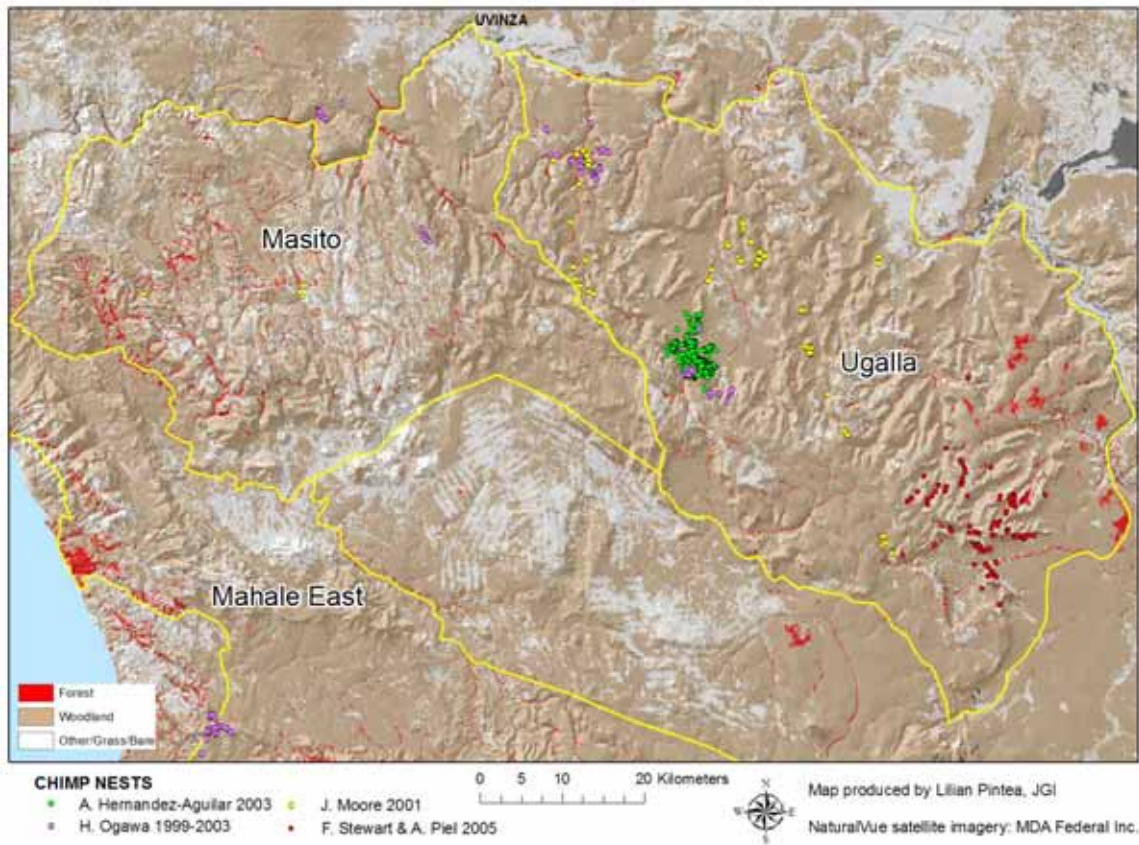 UVINZA
Masito
Ugalla
Mahale East
Forest
Woodland
Other/Grass/Bare
CHIMP NESTS
A. Hernandez-Aguilar 2003
H. Ogawa 1999-2003
J. Moore 2001
F. Stewart & A. Piel 2005
0 5 10 20 Kilometers
N
W E
S
Map produced by Lilian Pintea, JGI
NaturalVue satellite imagery: MDA Federal Inc.